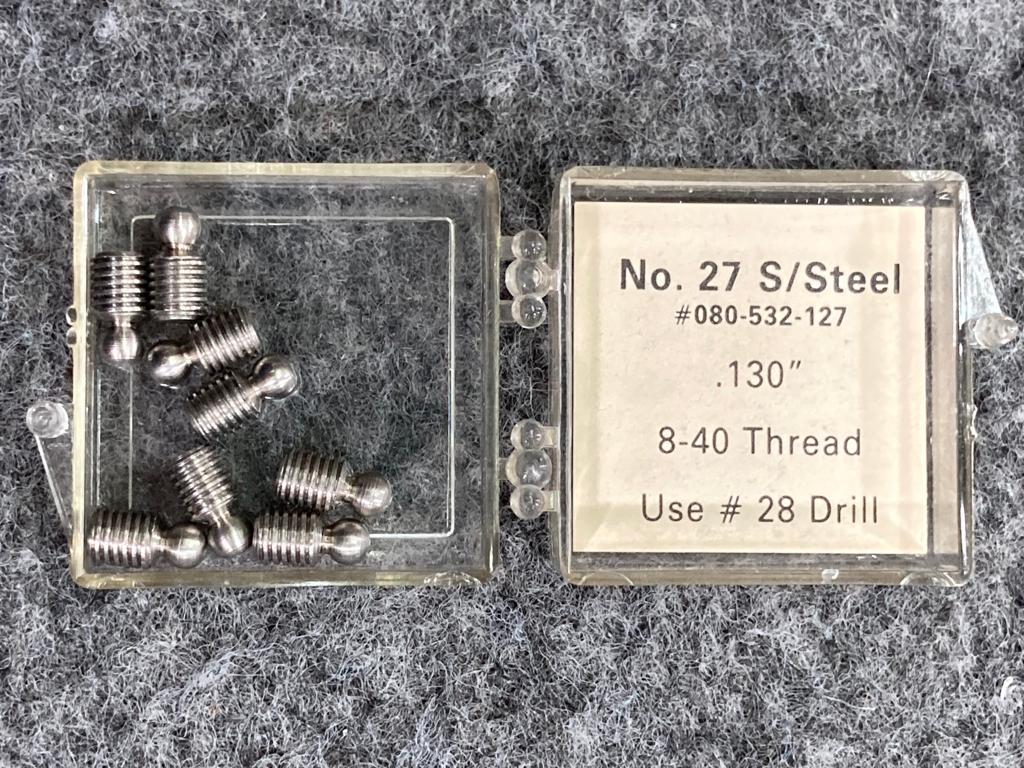 No. 27 S/Steel
#080-532-127
.130″
8-40 Thread
Use # 28 Drill